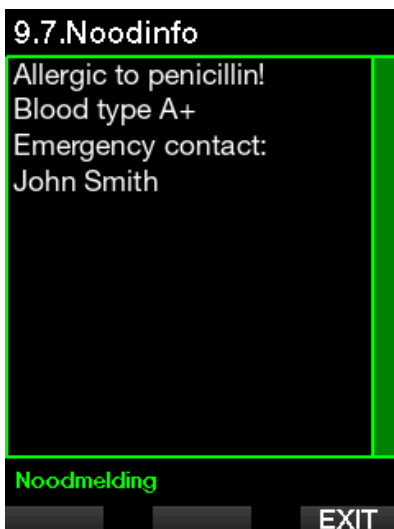 9.7.Noodinfo
Allergic to penicillin!
Blood type A+
Emergency contact:
John Smith
Noodmelding
EXIT